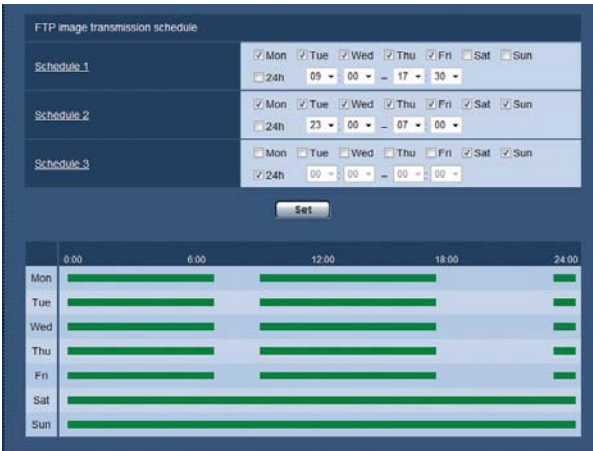 FTP image transmission schedule
Schedule 1
Mon Tue Wed Thu Fri Sat Sun
24h 09 : 00 - 17 : 30
Schedule 2
Mon Tue Wed Thu Fri Sat Sun
24h 23 : 00 - 07 : 00
Schedule 3
Mon Tue Wed Thu Fri Sat Sun
24h 00 : 00 - 00 : 00
Set
0:00 6:00 12:00 18:00 24:00
Mon
Tue
Wed
Thu
Fri
Sat
Sun